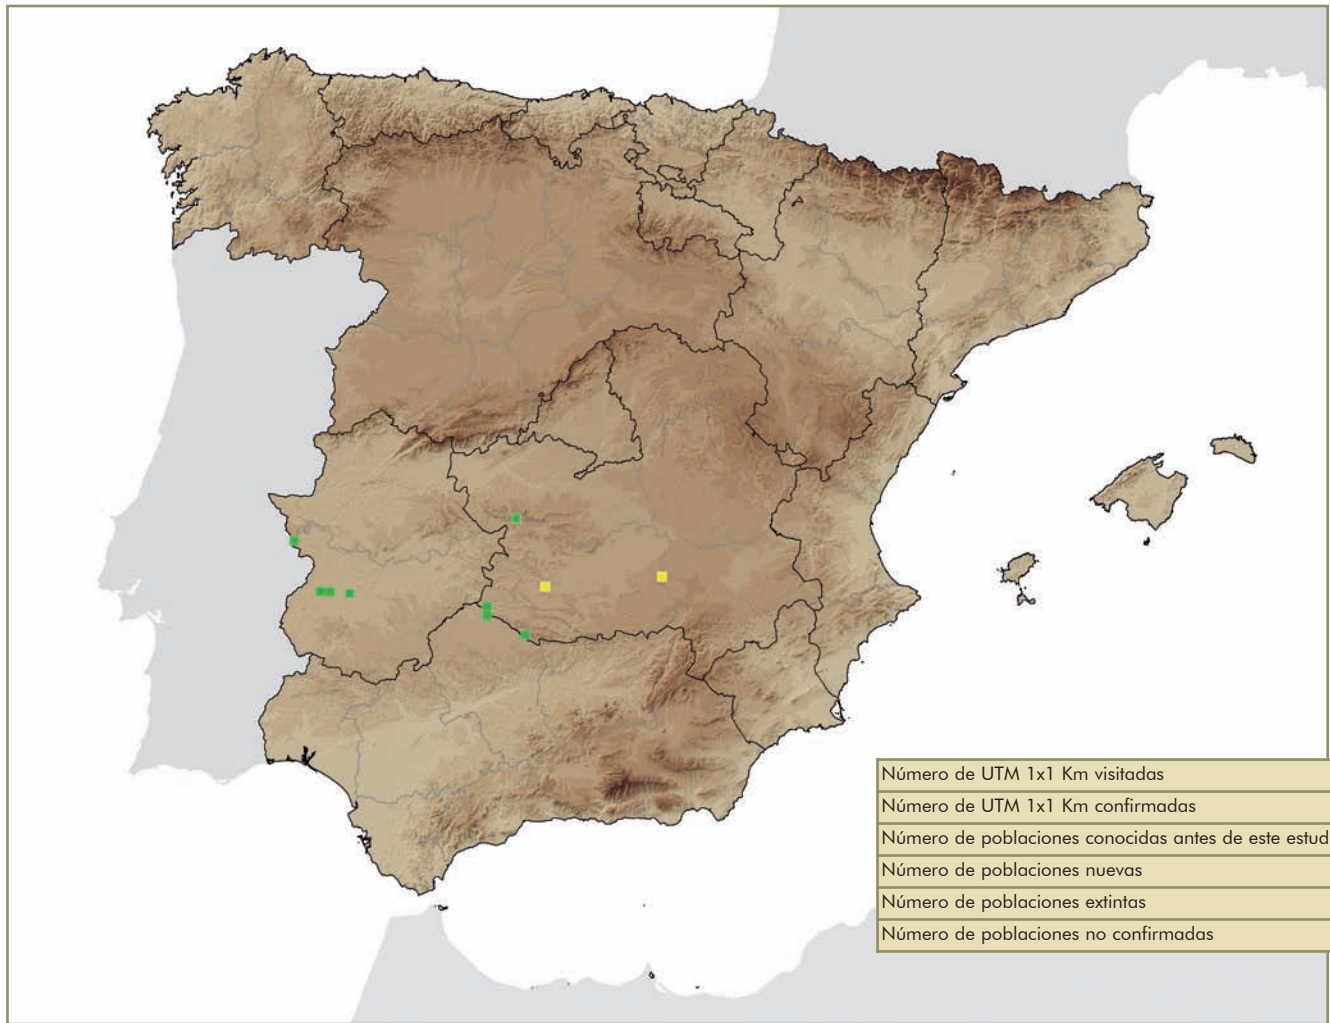 Número de UTM 1x1 Km visitadas
Número de UTM 1x1 Km confirmadas
Número de poblaciones conocidas antes de este estud
Número de poblaciones nuevas
Número de poblaciones extintas
Número de poblaciones no confirmadas